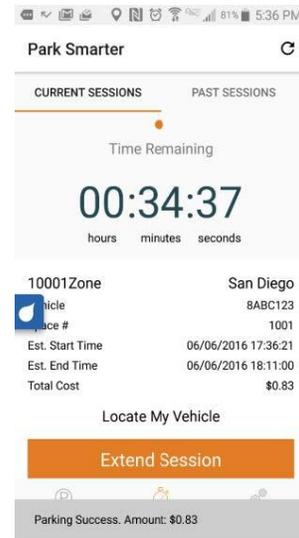 81% 5:36 PM
Park Smarter
CURRENT SESSIONS PAST SESSIONS
Time Remaining
00:34:37
hours minutes seconds
10001Zone San Diego
hicle 8ABC123
ace # 1001
Est. Start Time 06/06/2016 17:36:21
Est. End Time 06/06/2016 18:11:00
Total Cost $0.83
Locate My Vehicle
Extend Session
Parking Success. Amount: $0.83